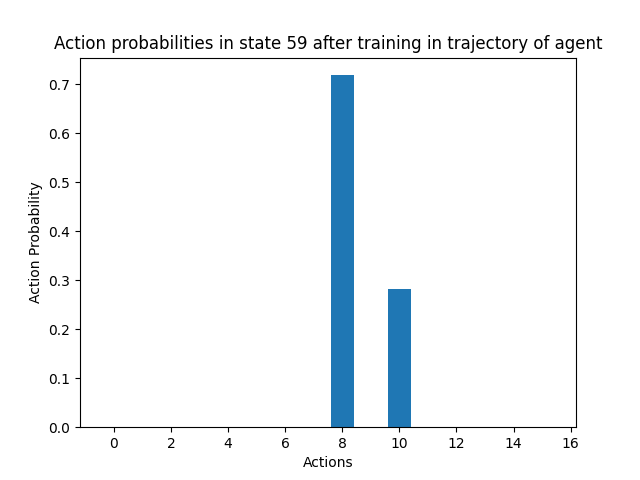 Action probabilities in state 59 after training in trajectory of agent
Action Probability
0.7
0.6
0.5
0.4
0.3
0.2
0.1
0.0
0 2 4 6 8 10 12 14 16
Actions